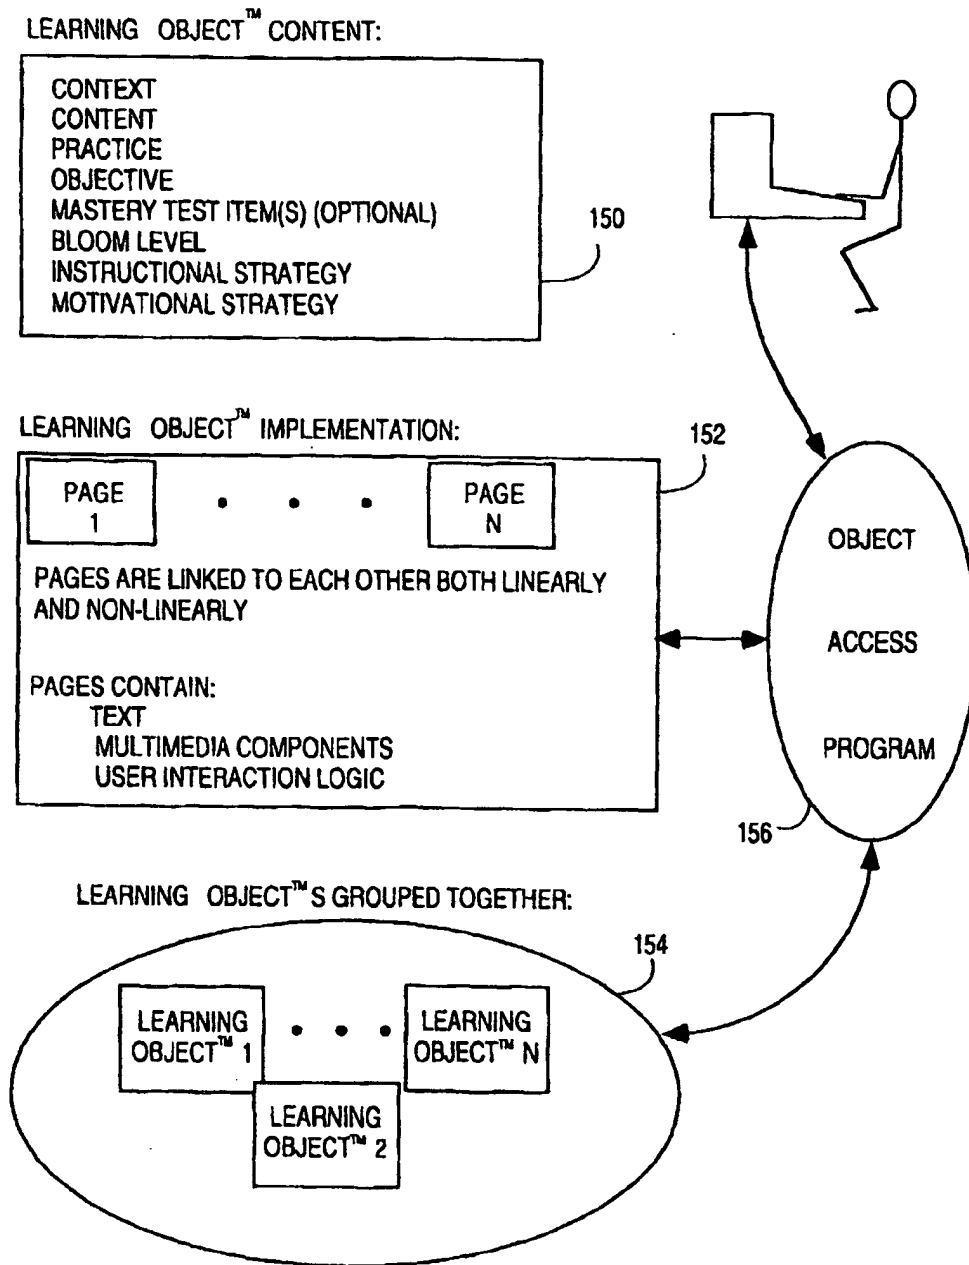 LEARNING OBJECT™ CONTENT:
CONTEXT
CONTENT
PRACTICE
OBJECTIVE
MASTERY TEST ITEM(S) (OPTIONAL)
BLOOM LEVEL
INSTRUCTIONAL STRATEGY
MOTIVATIONAL STRATEGY
150
LEARNING OBJECT™ IMPLEMENTATION:
152
PAGE
1
• • •
PAGE
N
PAGES ARE LINKED TO EACH OTHER BOTH LINEARLY
AND NON-LINEARLY
PAGES CONTAIN:
TEXT
MULTIMEDIA COMPONENTS
USER INTERACTION LOGIC
OBJECT
ACCESS
PROGRAM
156
LEARNING OBJECT™S GROUPED TOGETHER:
154
LEARNING
OBJECT™ 1
• • •
LEARNING
OBJECT™ N
LEARNING
OBJECT™ 2